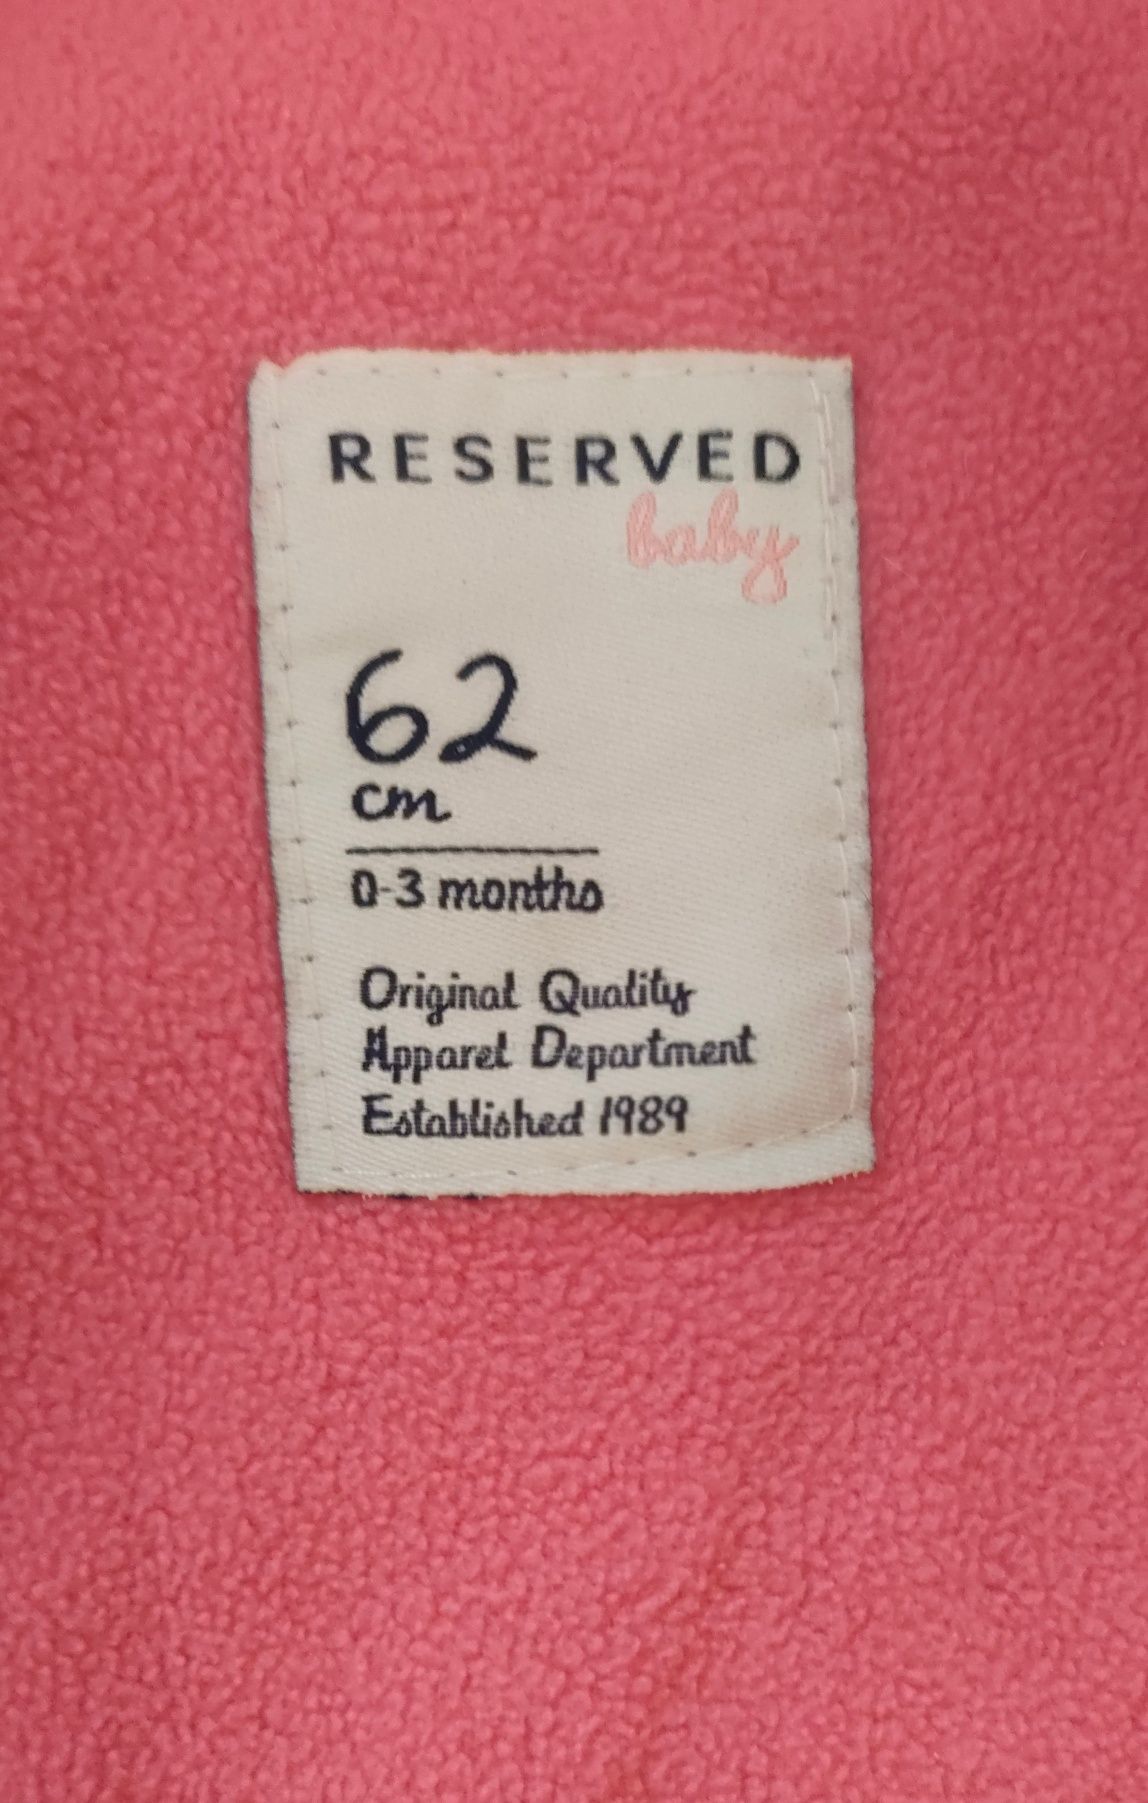 RESERVED
baby
62
cm
0-3 months
Original Quality
Apparel Department
Established 1989